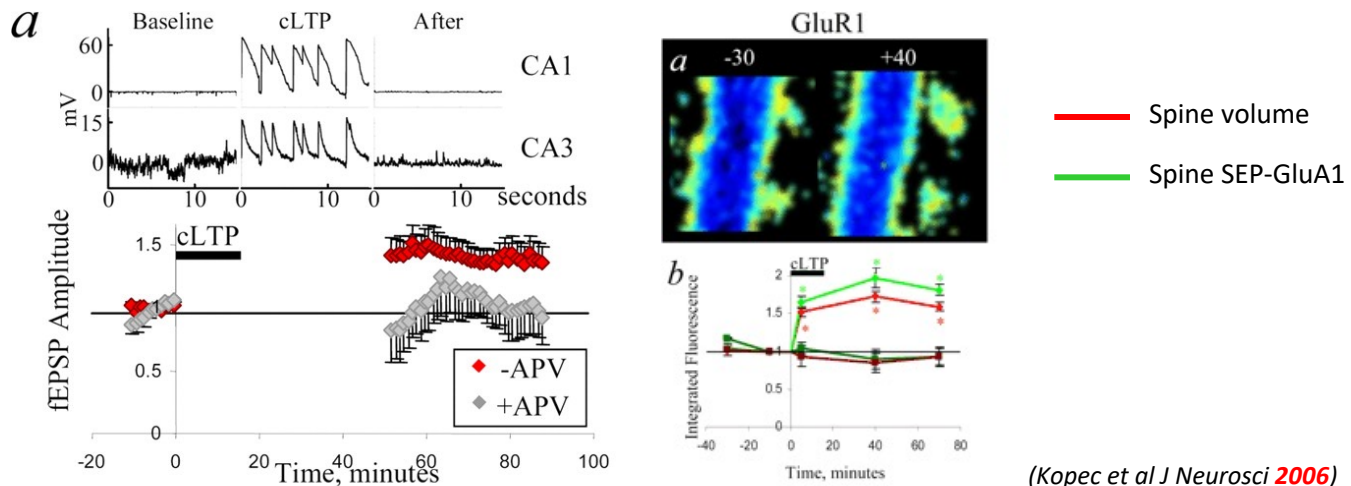 a
Baseline cLTP After
60
0
mV
CA1
15
0
CA3
0 10 0 10 0 10 seconds
cLTP
1.5
1
0.5
0
fEPSP Amplitude
-APV
+APV
-20 0 20 40 60 80 100
Time, minutes
GluR1
a -30 +40
b
cLTP
2
1.5
1
0.5
0
Integrated Fluorescence
-40 -20 0 20 40 60 80
Time, minutes
Spine volume
Spine SEP-GluA1
(Kopec et al J Neurosci 2006)